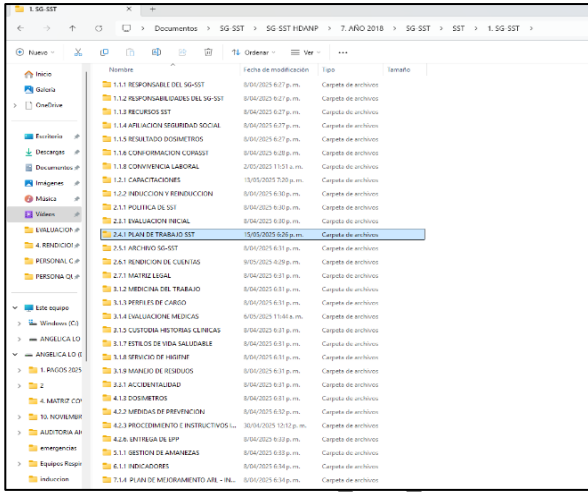 1. SG-SST
Documentos > SG-SST > SG-SST HDANP > 7. AÑO 2018 > SG-SST > SST > 1. SG-SST >
Nuevo Ordenar Ver ...
Nombre Fecha de modificación Tipo Tamaño
Inicio
Galería
OneDrive
Escritorio
Descargas
Documentos
Imágenes
Música
Vídeos
EVALUACION
4. RENDICIO
PERSONAL C
PERSONA QU
Este equipo
Windows (C:)
ANGELICA LO
ANGELICA LO (
1. PAGOS 2025
2
4. MATRIZ
10. NOVIEMBR
AUDITORIA
emergencias
Equipos Respir
induccion
1.1.1 RESPONSABLE DEL SG-SST 8/04/2025 6:27 p. m. Carpeta de archivos
1.1.2 RESPONSABILIDADES DEL SG-SST 8/04/2025 6:27 p. m. Carpeta de archivos
1.1.3 RECURSOS SST 8/04/2025 6:27 p. m. Carpeta de archivos
1.1.4 AFILIACION SEGURIDAD SOCIAL 8/04/2025 6:27 p. m. Carpeta de archivos
1.1.5 RESULTADO DOSIMETROS 8/04/2025 6:27 p. m. Carpeta de archivos
1.1.6 CONFORMACION COPASST 8/04/2025 6:28 p. m. Carpeta de archivos
1.1.8 CONVIVENCIA LABORAL 2/05/2025 11:51 a. m. Carpeta de archivos
1.2.1 CAPACITACIONES 15/05/2025 7:20 p. m. Carpeta de archivos
1.2.2 INDUCCION Y REINDUCCION 8/04/2025 6:30 p. m. Carpeta de archivos
2.1.1 POLITICA DE SST 8/04/2025 6:30 p. m. Carpeta de archivos
2.3.1 EVALUACION INICIAL 8/04/2025 6:30 p. m. Carpeta de archivos
2.4.1 PLAN DE TRABAJO SST 15/05/2025 6:26 p. m. Carpeta de archivos
2.5.1 ARCHIVO SG-SST 8/04/2025 6:31 p. m. Carpeta de archivos
2.6.1 RENDICION DE CUENTAS 9/05/2025 4:29 p. m. Carpeta de archivos
2.7.1 MATRIZ LEGAL 8/04/2025 6:31 p. m. Carpeta de archivos
3.1.2 MEDICINA DEL TRABAJO 8/04/2025 6:31 p. m. Carpeta de archivos
3.1.3 PERFILES DE CARGO 8/04/2025 6:31 p. m. Carpeta de archivos
3.1.4 EVALUACIONE MEDICAS 6/05/2025 11:44 a. m. Carpeta de archivos
3.1.5 CUSTODIA HISTORIAS CLINICAS 8/04/2025 6:31 p. m. Carpeta de archivos
3.1.7 ESTILOS DE VIDA SALUDABLE 8/04/2025 6:31 p. m. Carpeta de archivos
3.1.8 SERVICIO DE HIGIENE 8/04/2025 6:31 p. m. Carpeta de archivos
3.1.9 MANEJO DE RESIDUOS 8/04/2025 6:31 p. m. Carpeta de archivos
3.3.1 ACCIDENTALIDAD 8/04/2025 6:31 p. m. Carpeta de archivos
4.1.3 DOSIMETROS 8/04/2025 6:31 p. m. Carpeta de archivos
4.2.2 MEDIDAS DE PREVENCION 8/04/2025 6:32 p. m. Carpeta de archivos
4.2.3 PROCEDIMIENTO E INSTRUCTIVOS I... 30/04/2025 12:12 p. m. Carpeta de archivos
4.2.6. ENTREGA DE EPP 8/04/2025 6:33 p. m. Carpeta de archivos
5.1.1 GESTION DE AMANEZAS 8/04/2025 6:33 p. m. Carpeta de archivos
6.1.1 INDICADORES 8/04/2025 6:34 p. m. Carpeta de archivos
7.1.4 PLAN DE MEJORAMIENTO ARL - IN... 8/04/2025 6:34 p. m. Carpeta de archivos